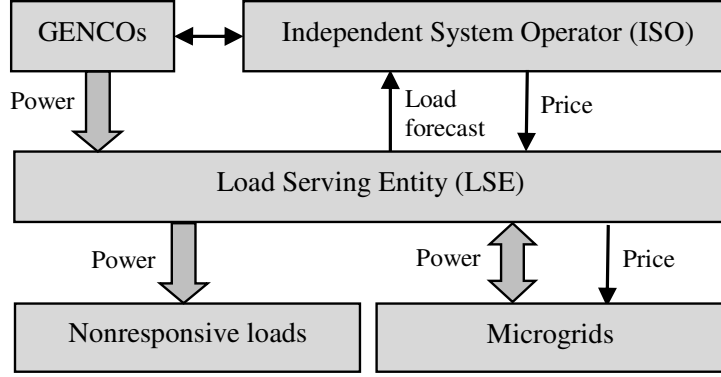 GENCOs
Independent System Operator (ISO)
Power
Load
forecast
Price
Load Serving Entity (LSE)
Power
Power
Price
Nonresponsive loads
Microgrids